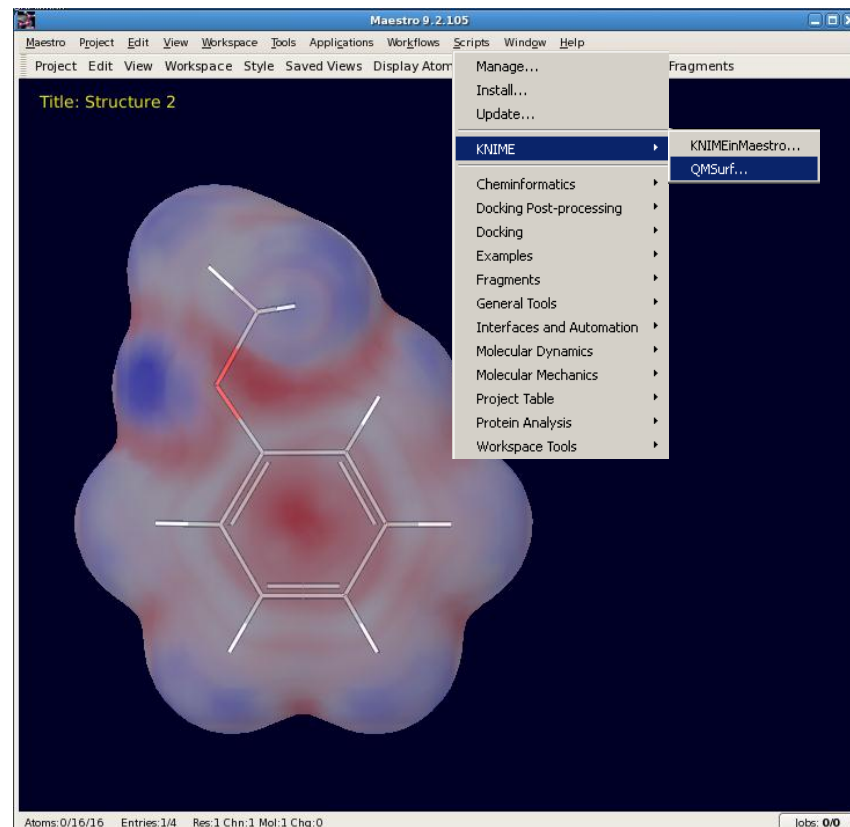 Maestro 9.2.105
Maestro Project Edit View Workspace Tools Applications Workflows Scripts Window Help
Project Edit View Workspace Style Saved Views Display Atom Fragments
Title: Structure 2
Manage...
Install...
Update...
KNIME
KNIMEinMaestro...
QMSurf...
Cheminformatics
Docking Post-processing
Docking
Examples
Fragments
General Tools
Interfaces and Automation
Molecular Dynamics
Molecular Mechanics
Project Table
Protein Analysis
Workspace Tools
Atoms:0/16/16 Entries:1/4 Res:1 Chn:1 Mol:1 Chg:0 Jobs: 0/0